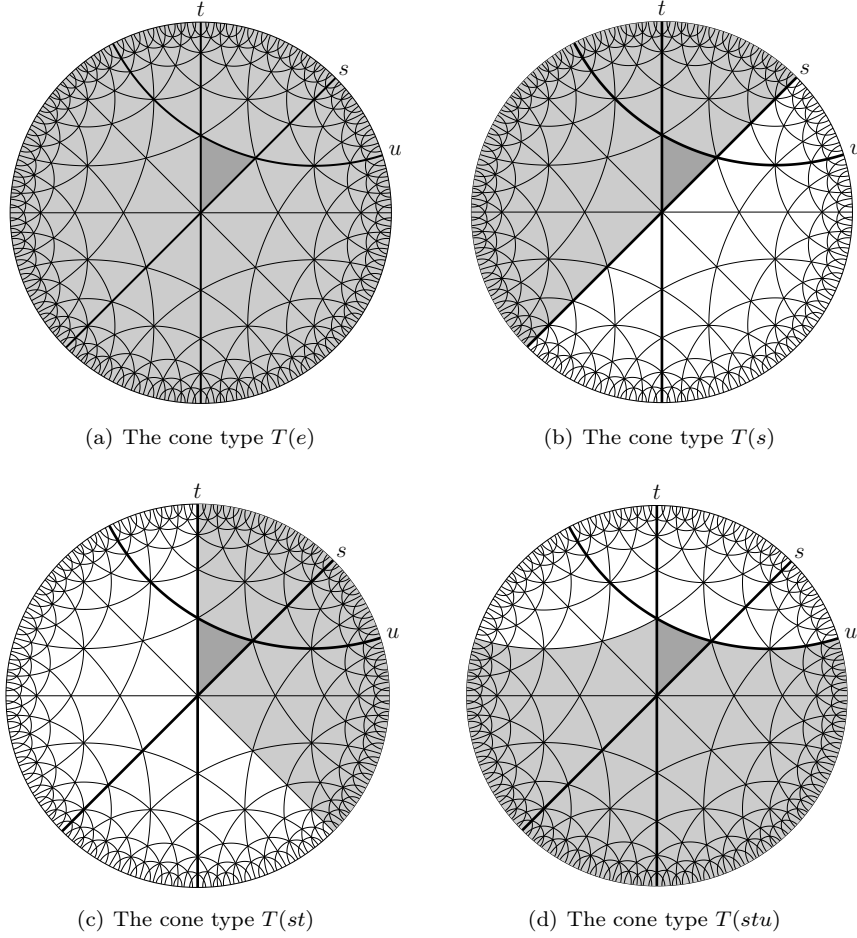 t
s
u
(a) The cone type T(e)
t
s
u
(b) The cone type T(s)
t
s
u
(c) The cone type T(st)
t
s
u
(d) The cone type T(stu)